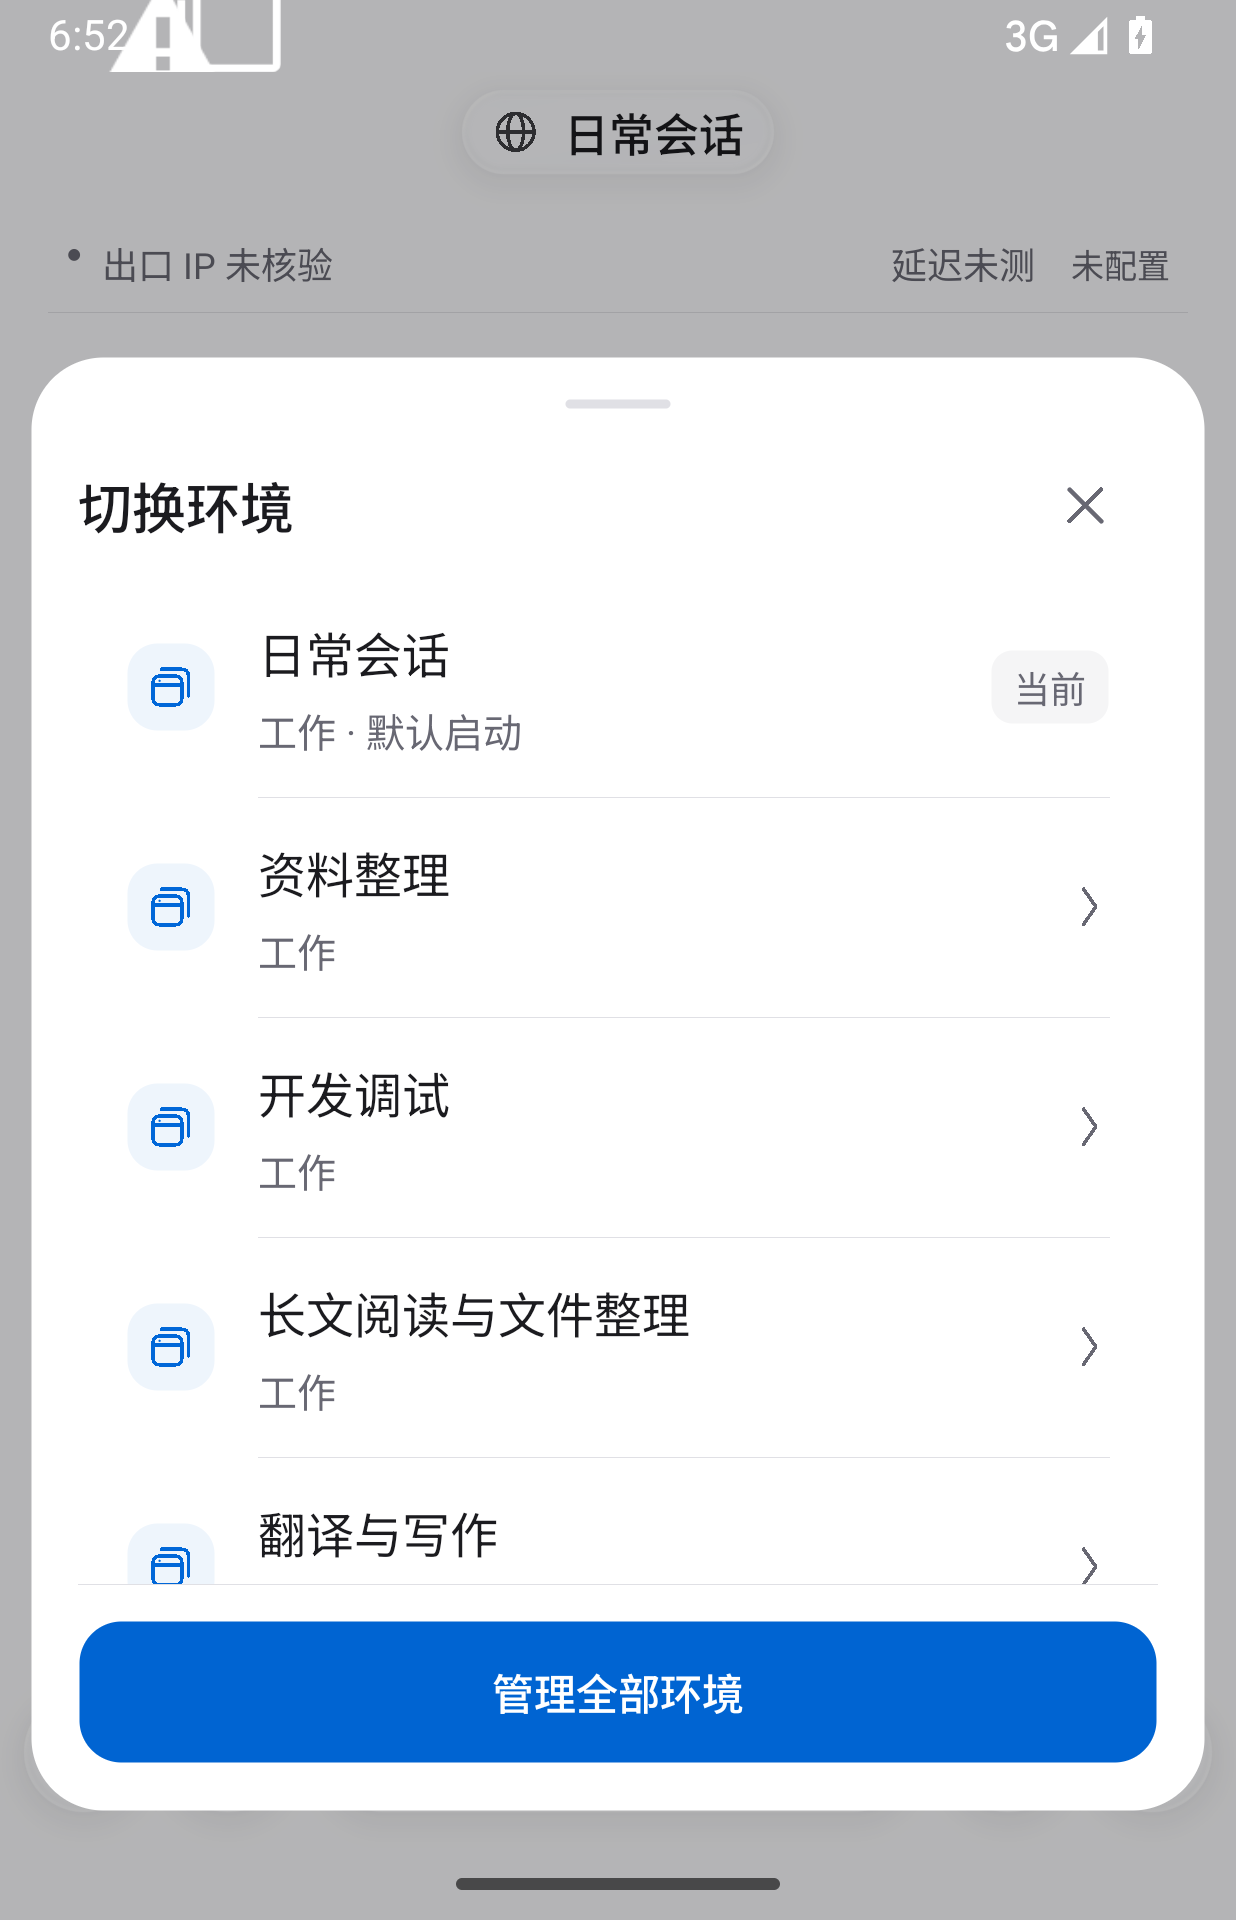 6:52
3G
日常会话
出口 IP 未核验
延迟未测 未配置
切换环境
日常会话
工作 · 默认启动
当前
资料整理
工作
开发调试
工作
长文阅读与文件整理
工作
翻译与写作
管理全部环境